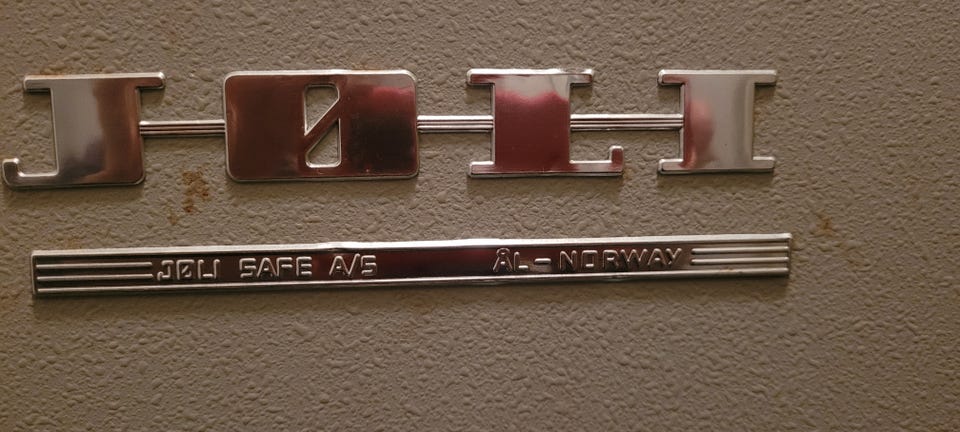 JØLI
JØLI SAFE A/S ÅL - NORWAY